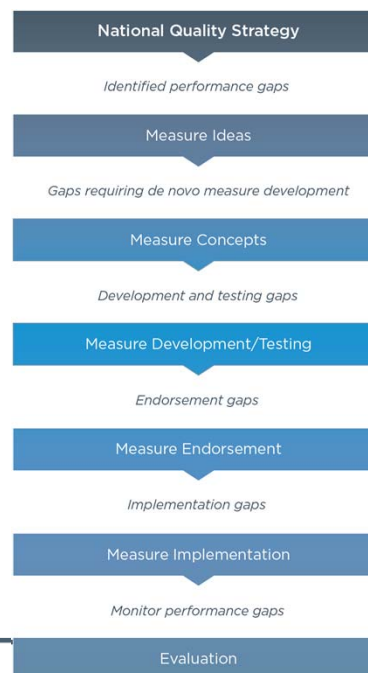 National Quality Strategy
Identified performance gaps
Measure Ideas
Gaps requiring de novo measure development
Measure Concepts
Development and testing gaps
Measure Development/Testing
Endorsement gaps
Measure Endorsement
Implementation gaps
Measure Implementation
Monitor performance gaps
Evaluation